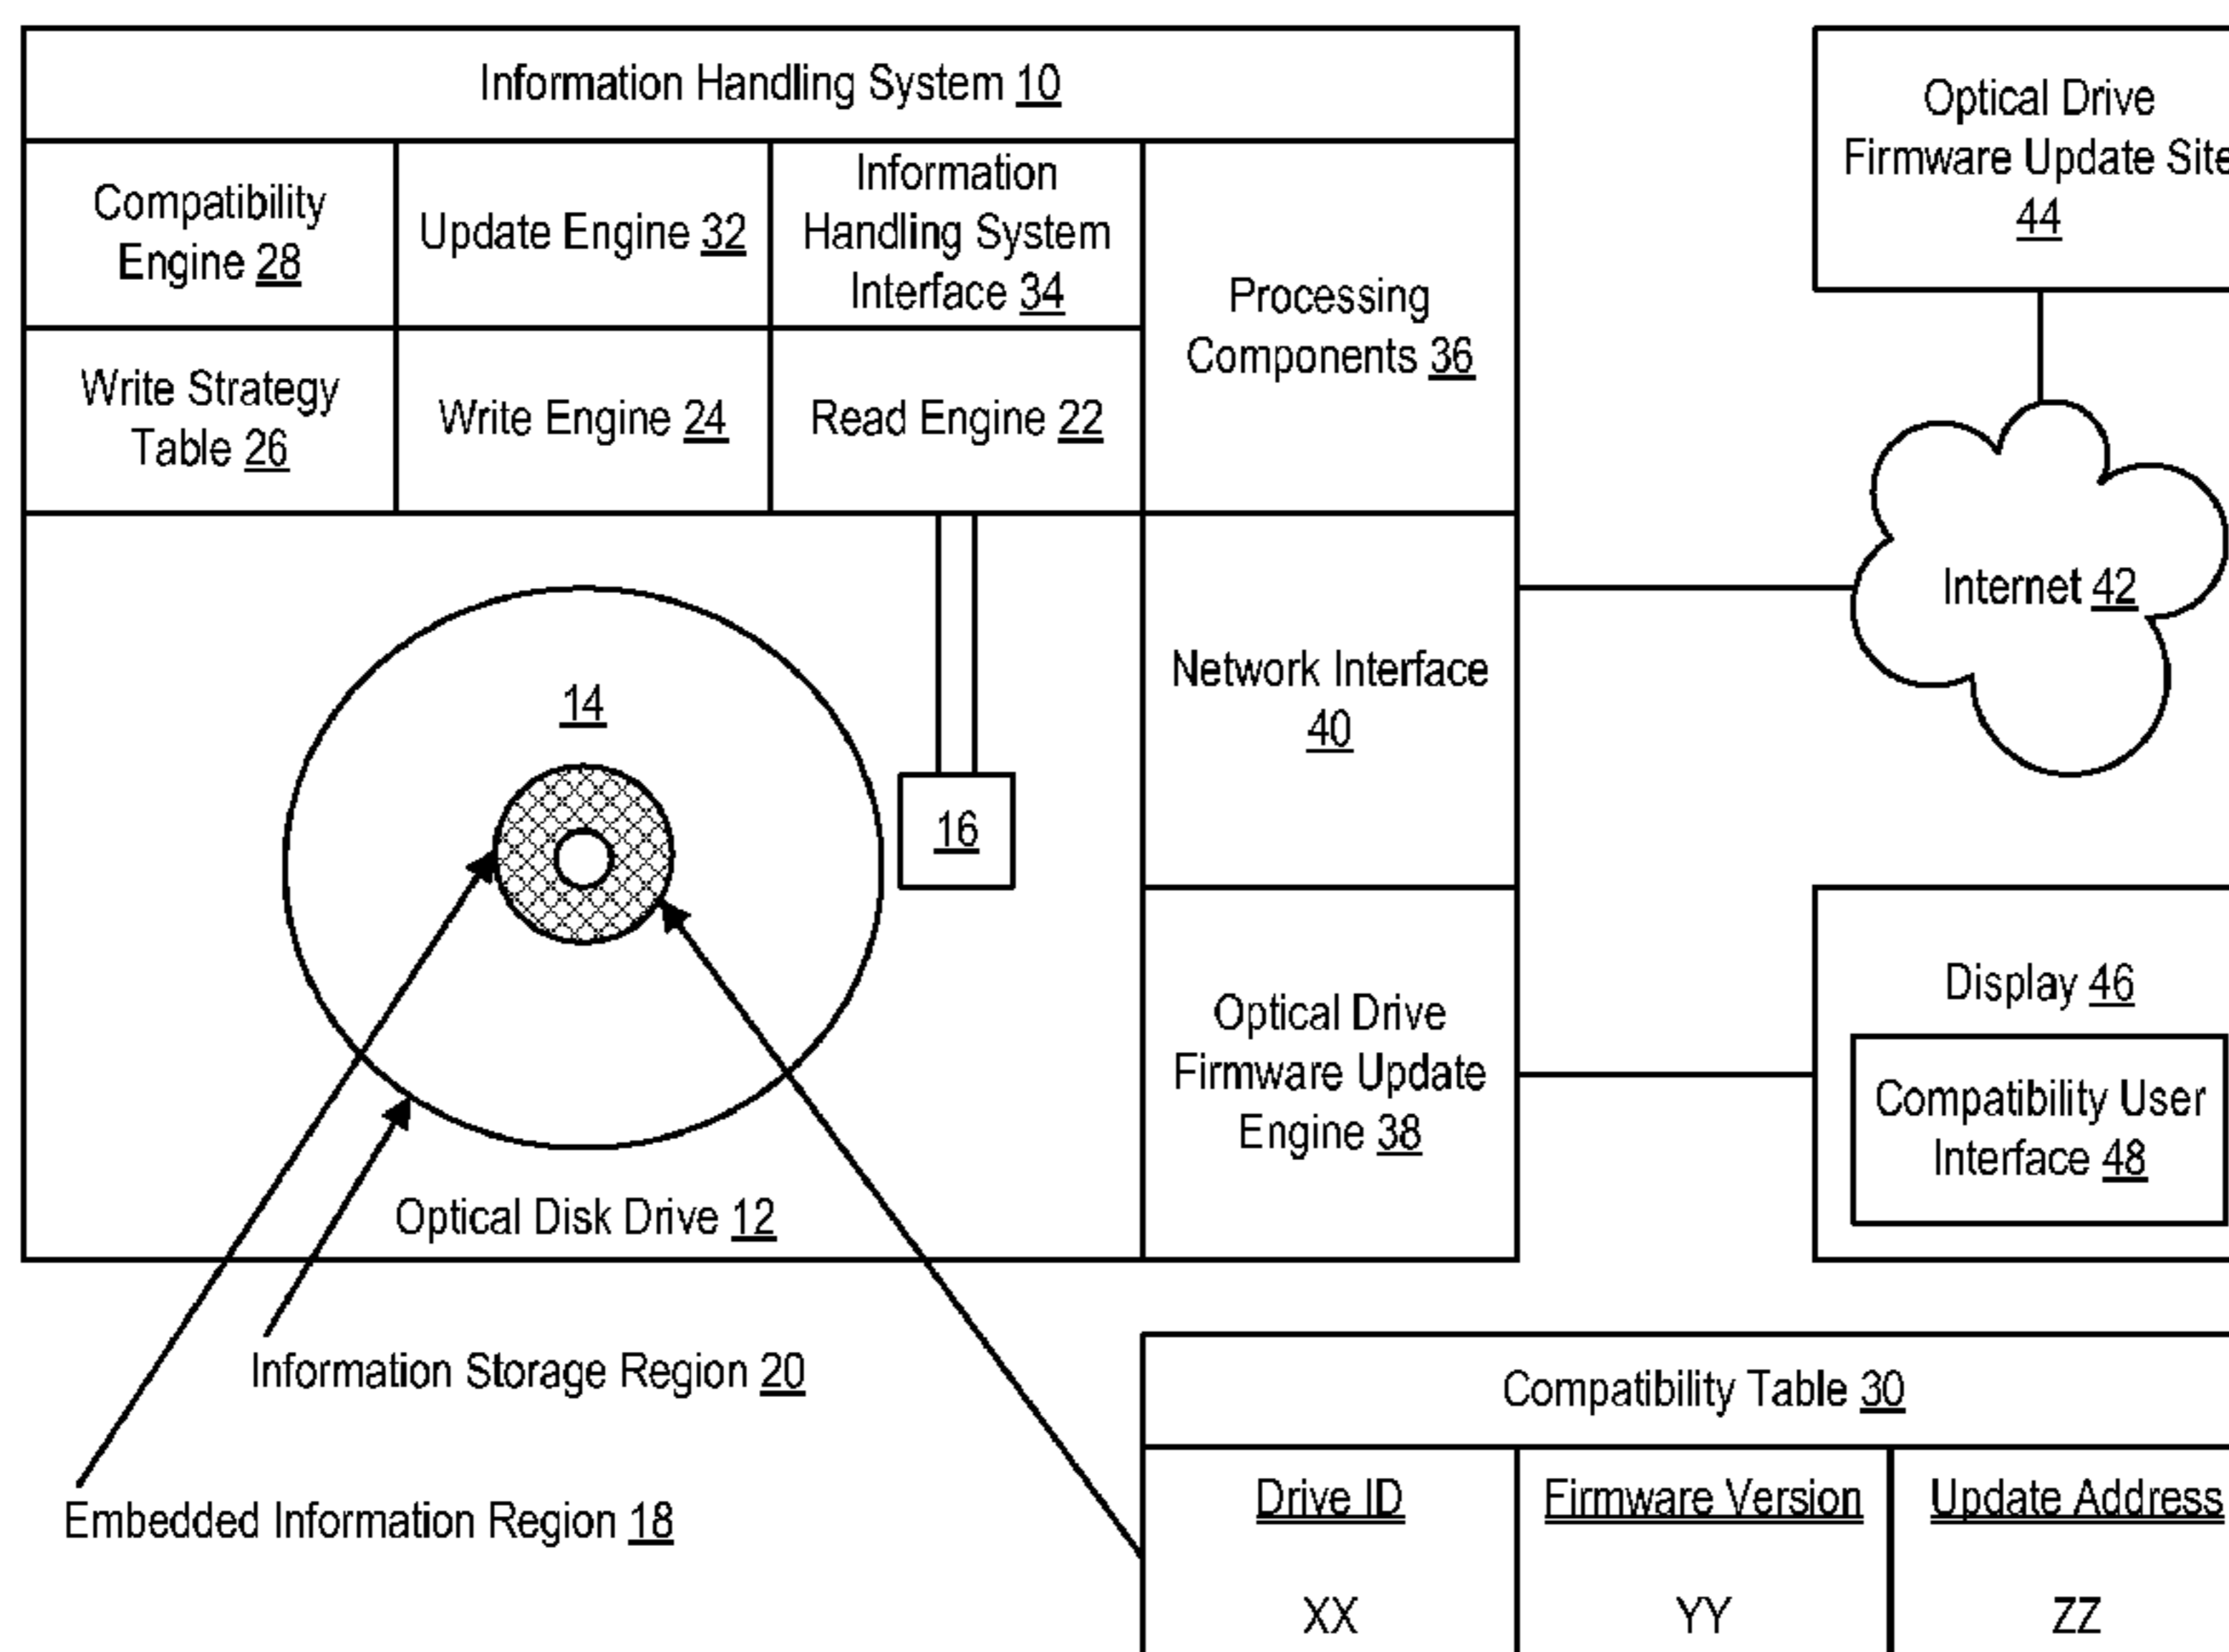 Information Handling System 10
Compatibility
Engine 28
Update Engine 32
Information
Handling System
Interface 34
Processing
Components 36
Write Strategy
Table 26
Write Engine 24
Read Engine 22
Optical Drive
Firmware Update Site
44
Internet 42
14
16
Network Interface
40
Optical Drive
Firmware Update
Engine 38
Display 46
Compatibility User
Interface 48
Optical Disk Drive 12
Information Storage Region 20
Embedded Information Region 18
Compatibility Table 30
Drive ID
Firmware Version
Update Address
XX
YY
ZZ